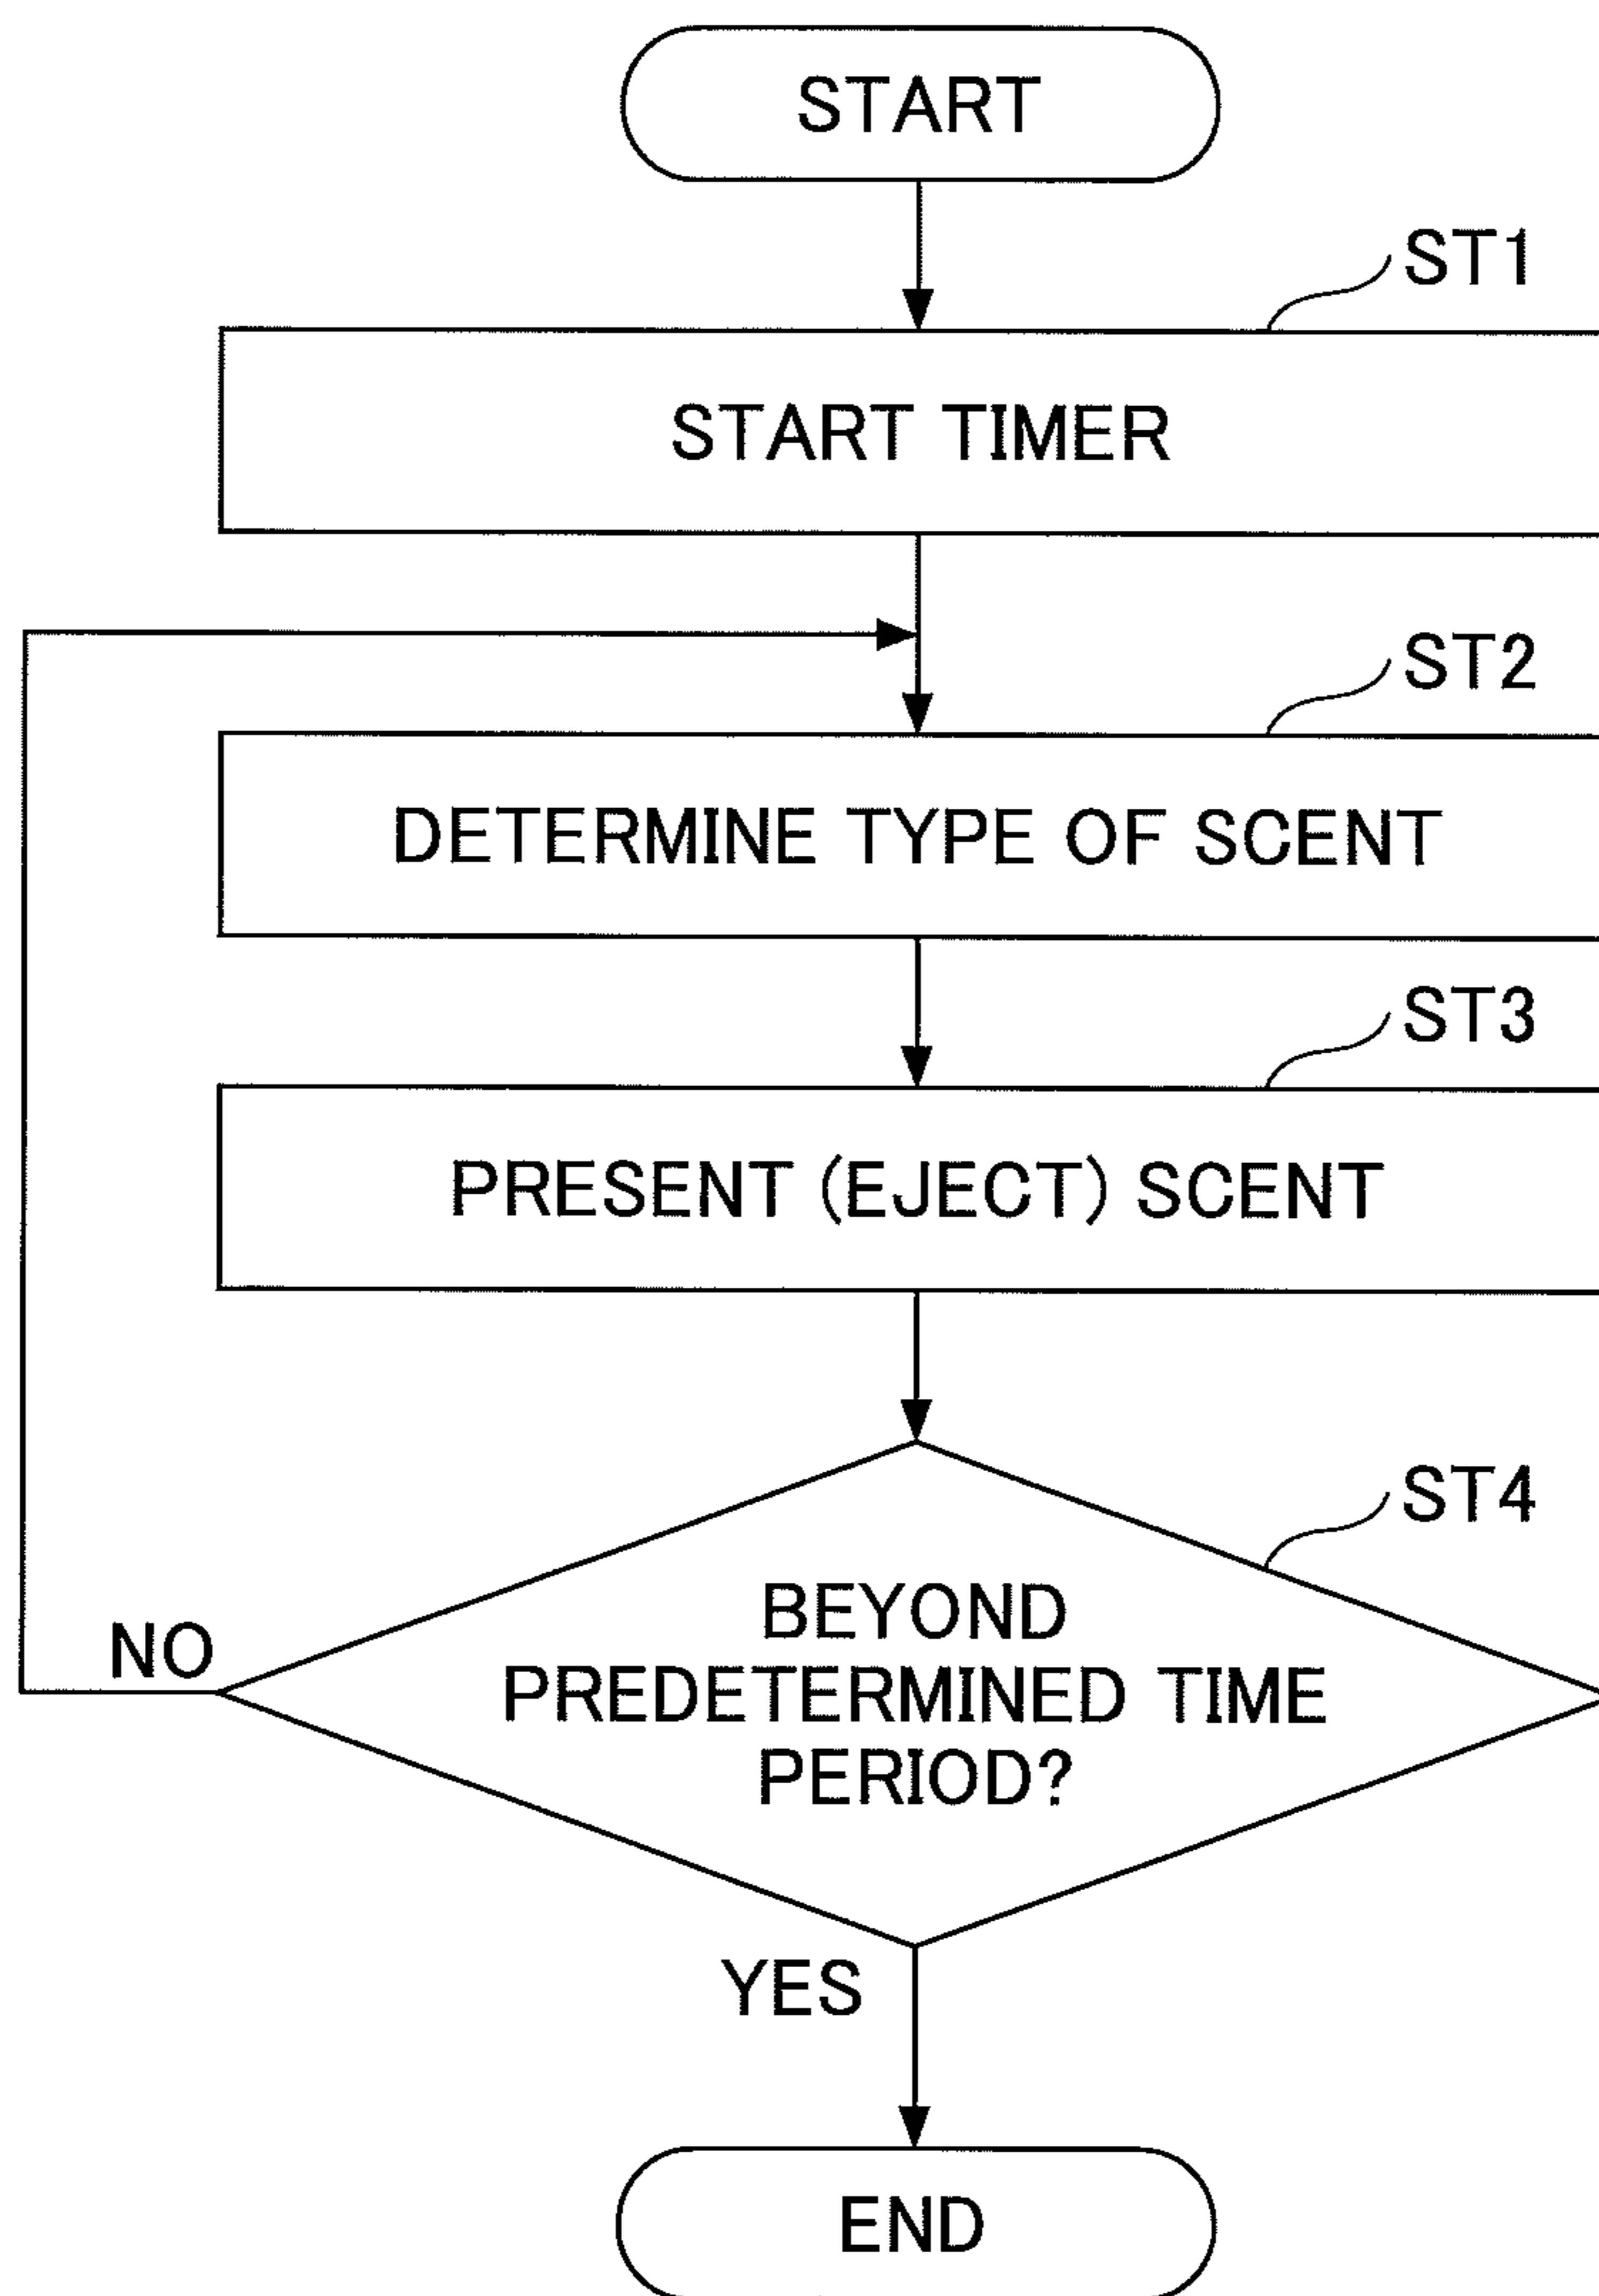 START
ST1
START TIMER
ST2
DETERMINE TYPE OF SCENT
ST3
PRESENT (EJECT) SCENT
ST4
BEYOND
PREDETERMINED TIME
PERIOD?
NO
YES
END